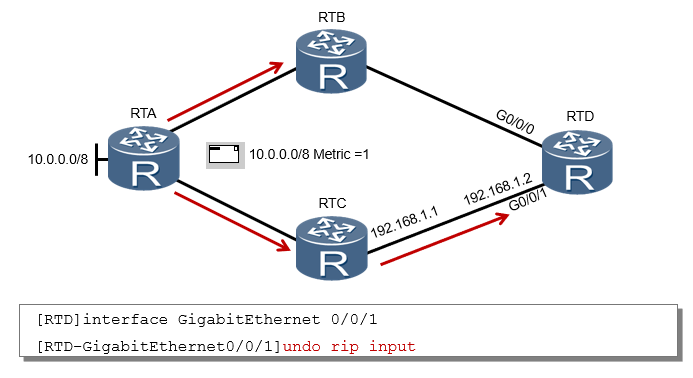 RTB
RTA
RTD
G0/0/0
10.0.0.0/8
10.0.0.0/8 Metric =1
192.168.1.2
G0/0/1
RTC
192.168.1.1
R
R
R
R
[RTD]interface GigabitEthernet 0/0/1
[RTD-GigabitEthernet0/0/1]undo rip input